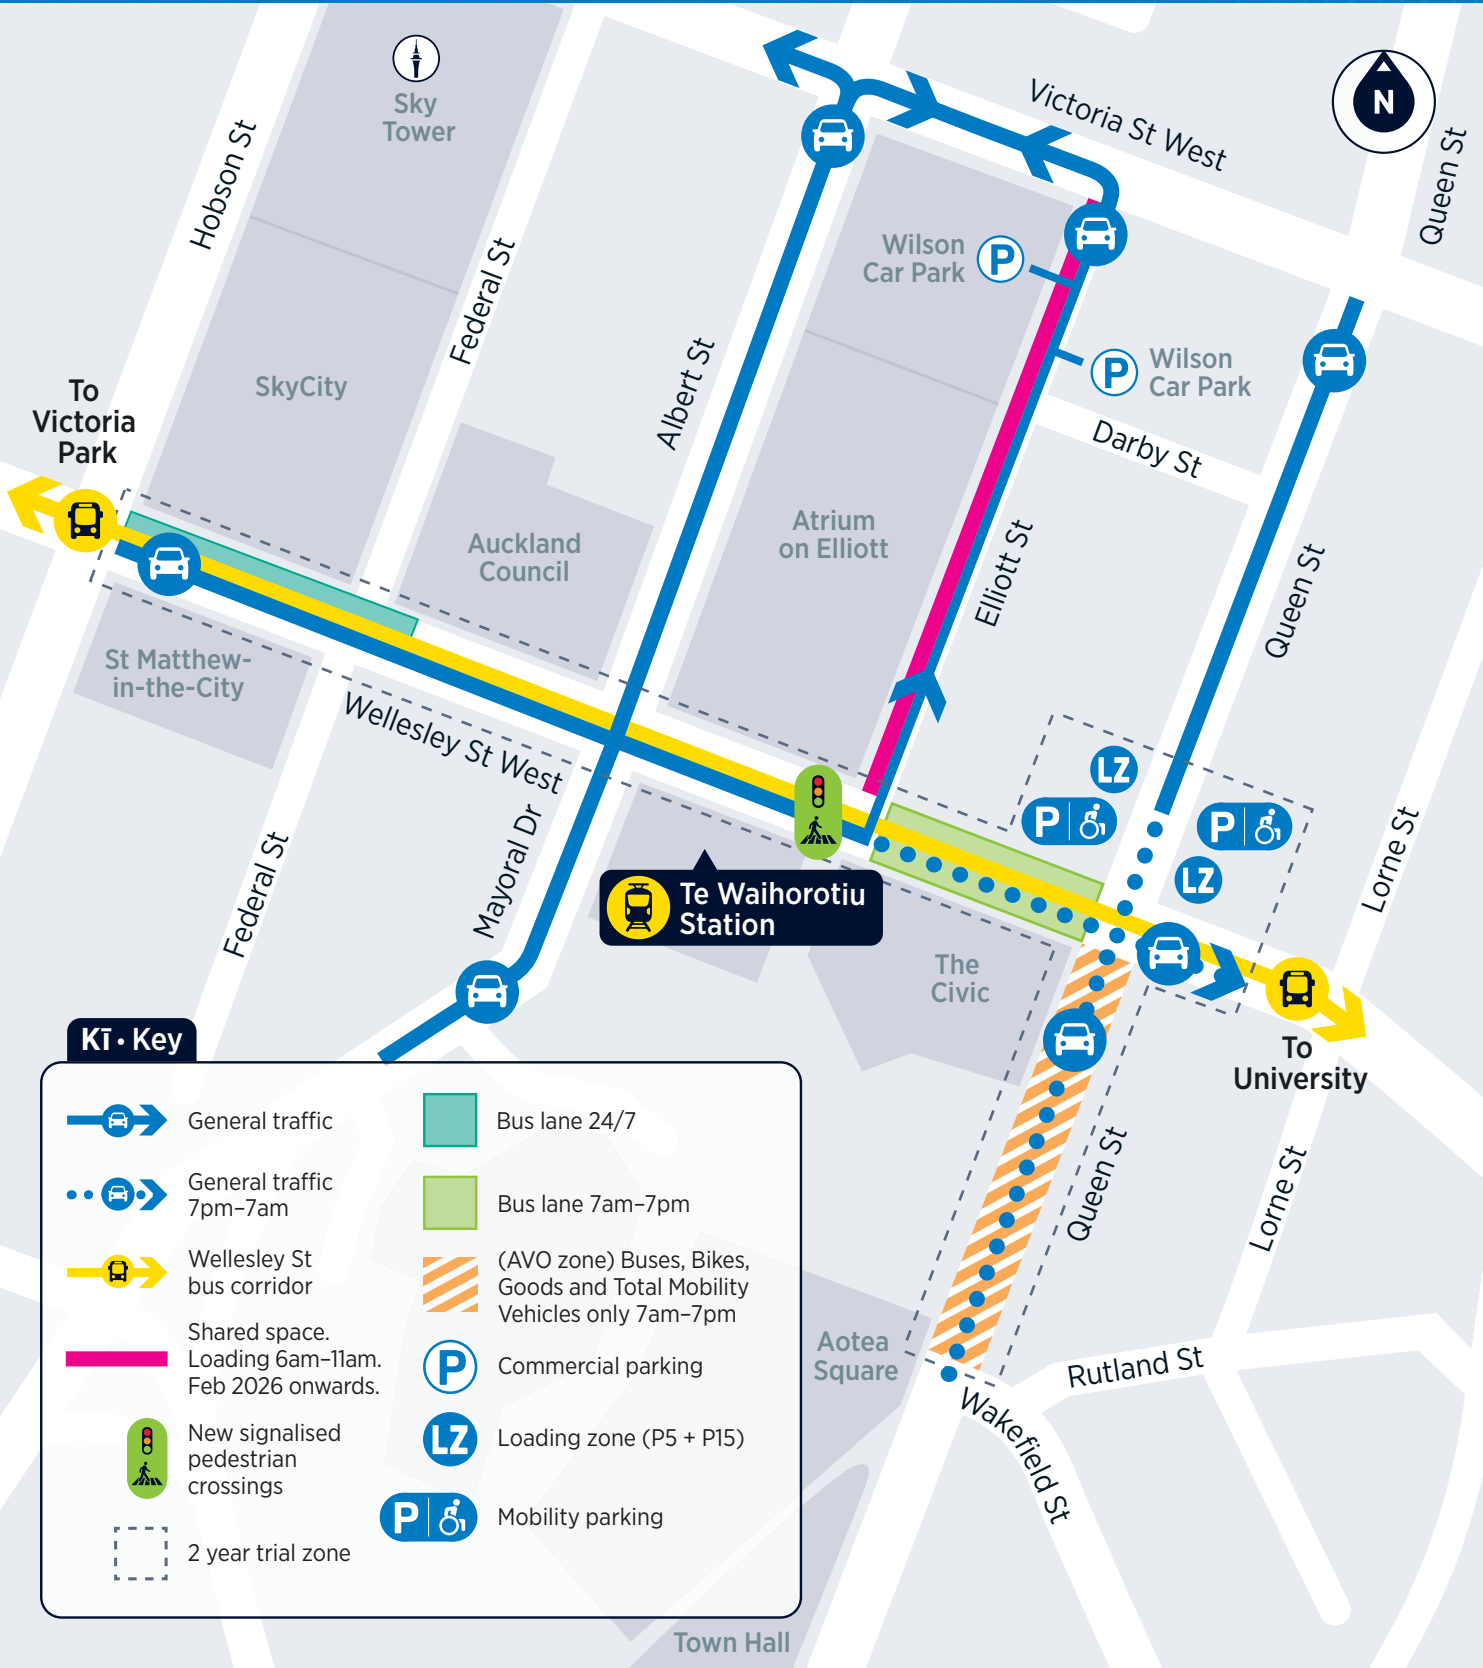 Sky
Tower
N
Victoria St West
Queen St
Hobson St
Federal St
Wilson
Car Park
P
Albert St
P
Wilson
Car Park
SkyCity
To
Victoria
Park
Darby St
Atrium
on Elliott
Auckland
Council
Elliott St
Queen St
St Matthew-
in-the-City
Wellesley St West
LZ
P
P
LZ
Mayoral Dr
Federal St
Lorne St
Te Waihorotiu
Station
The
Civic
To
University
Queen St
Lorne St
Aotea
Square
Rutland St
Wakefield St
Town Hall
Kī • Key
General traffic
General traffic
7pm–7am
Wellesley St
bus corridor
Shared space.
Loading 6am–11am.
Feb 2026 onwards.
New signalised
pedestrian
crossings
2 year trial zone
Bus lane 24/7
Bus lane 7am–7pm
(AVO zone) Buses, Bikes,
Goods and Total Mobility
Vehicles only 7am–7pm
P
Commercial parking
LZ
Loading zone (P5 + P15)
P
Mobility parking